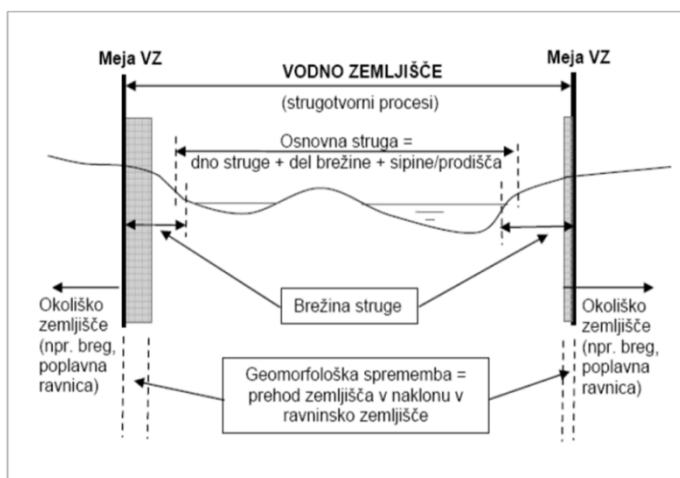 Meja VZ
VODNO ZEMLJIŠČE
(strugotvorni procesi)
Meja VZ
Osnovna struga =
dno struge + del brežine + sipine/prodišča
Okoliško
zemljišče
(npr. breg,
poplavna
ravnica)
Brežina struge
Okoliško
zemljišče
(npr. breg,
poplavna
ravnica)
Geomorfološka sprememba =
prehod zemljišča v naklonu v
ravninsko zemljišče